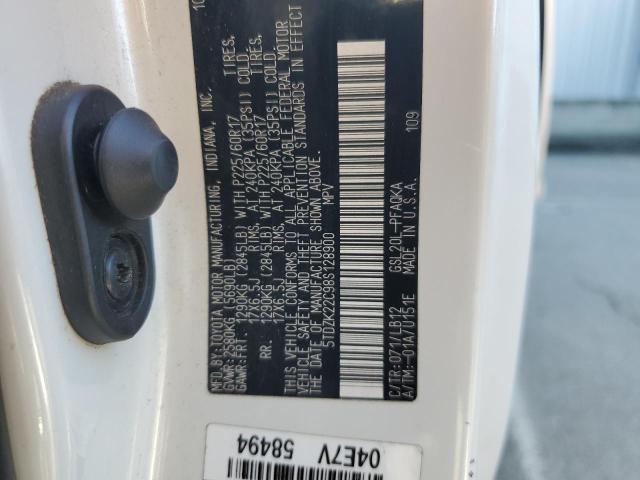 10
MFD.BY:TOYOTA MOTOR MANUFACTURING, INDIANA, INC.
GVWR:2580KG (5690LB)
GAWR:FRT. 1290KG (2845LB) WITH P225/60R17 TIRES,
17X6.5J RIMS, AT 240KPA (35PSI) COLD
RR. 1290KG (2845LB) WITH P225/60R17 TIRES,
17X6.5J RIMS, AT 240KPA (35PSI) COLD
THIS VEHICLE CONFORMS TO ALL APPLICABLE FEDERAL MOTOR
VEHICLE SAFETY AND THEFT PREVENTION STANDARDS IN EFFECT
ON THE DATE OF MANUFACTURE SHOWN ABOVE.
5TDZK22C98S128900 MPV
C/TR:071/LB12 GSL20L-PFAQKA
A/TM:-01A/U151E MADE IN U.S.A.
109
04E7V
58494